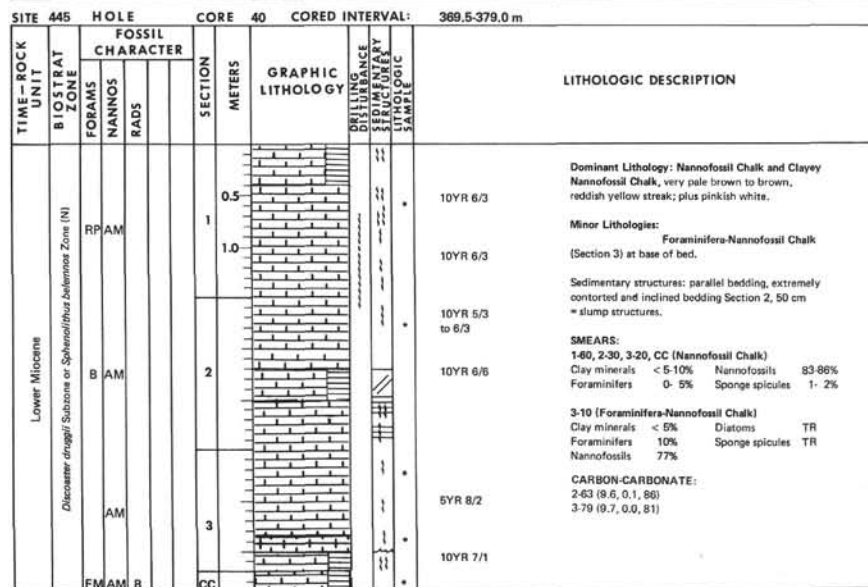 SITE 445 HOLE CORE 40 CORED INTERVAL: 369.5-379.0 m
TIME-ROCK UNIT
BIOSTRAT ZONE
FOSSIL CHARACTER
FORAMS
NANNOS
RADS
SECTION
METERS
GRAPHIC LITHOLOGY
DRILLING DISTURBANCE
SEDIMENTARY STRUCTURES
LITHOLOGIC SAMPLE
LITHOLOGIC DESCRIPTION
Lower Miocene
Discoaster druggii Subzone or Sphenolithus belemnos Zone (N)
RP AM
B AM
AM
FM AM B
1
0.5
1.0
2
3
CC
*
*
*
*
*
10YR 6/3
10YR 6/3
10YR 5/3
to 6/3
10YR 6/6
5YR 8/2
10YR 7/1
Dominant Lithology: Nannofossil Chalk and Clayey
Nannofossil Chalk, very pale brown to brown,
reddish yellow streak; plus pinkish white.
Minor Lithologies:
Foraminifera-Nannofossil Chalk
(Section 3) at base of bed.
Sedimentary structures: parallel bedding, extremely
contorted and inclined bedding Section 2, 50 cm
= slump structures.
SMEARS:
1-60, 2-30, 3-20, CC (Nannofossil Chalk)
Clay minerals < 5-10% Nannofossils 83-86%
Foraminifers 0- 5% Sponge spicules 1- 2%
3-10 (Foraminifera-Nannofossil Chalk)
Clay minerals < 5% Diatoms TR
Foraminifers 10% Sponge spicules TR
Nannofossils 77%
CARBON-CARBONATE:
2-63 (9.6, 0.1, 86)
3-79 (9.7, 0.0, 81)